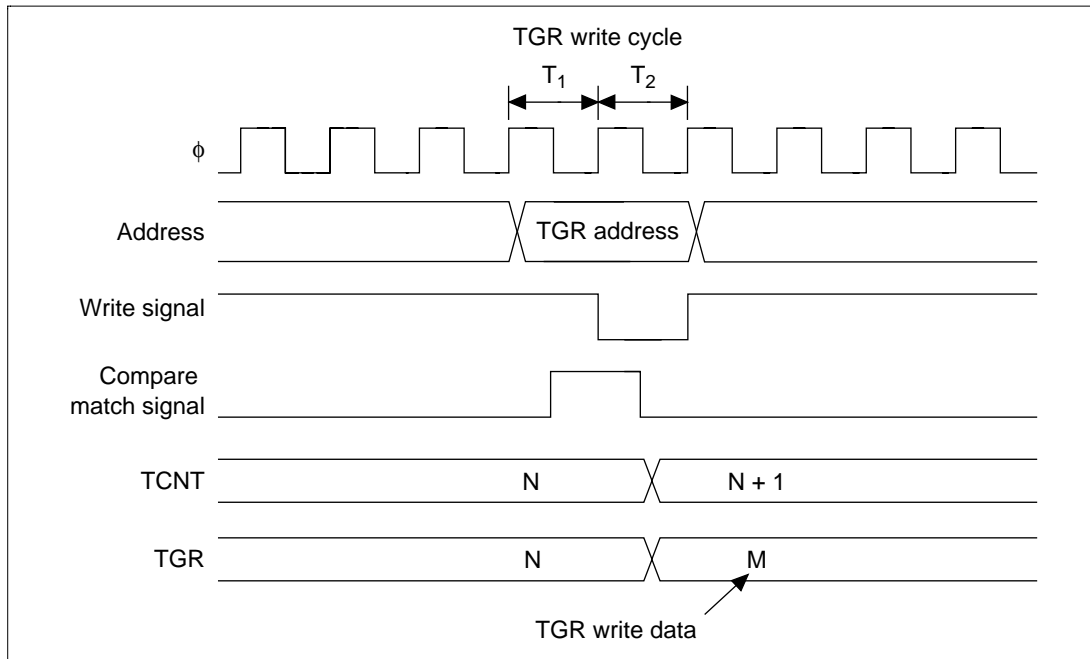 TGR write cycle
T1 T2
ϕ
Address
TGR address
Write signal
Compare
match signal
TCNT
N
N + 1
TGR
N
M
TGR write data